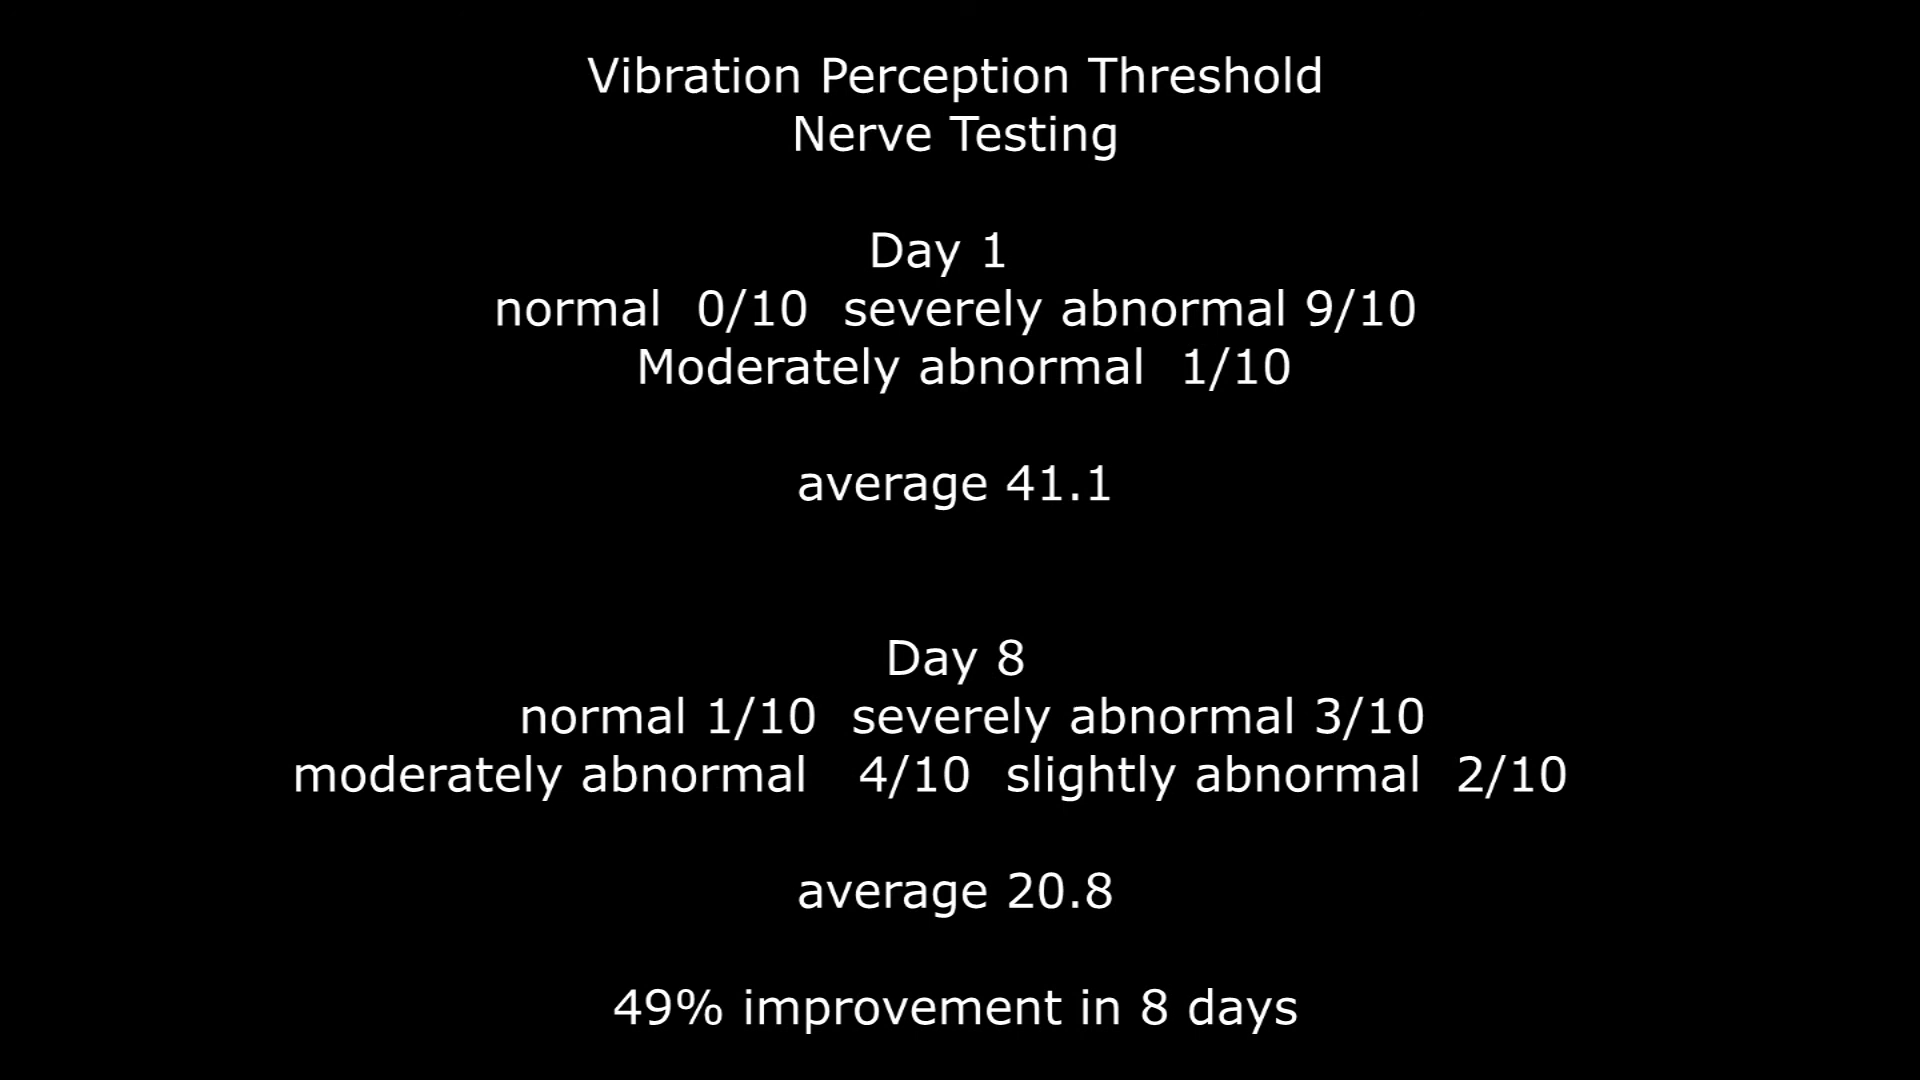 Vibration Perception Threshold
Nerve Testing
Day 1
normal  0/10  severely abnormal 9/10
Moderately abnormal  1/10
average 41.1
Day 8
normal 1/10  severely abnormal 3/10
moderately abnormal   4/10  slightly abnormal  2/10
average 20.8
49% improvement in 8 days